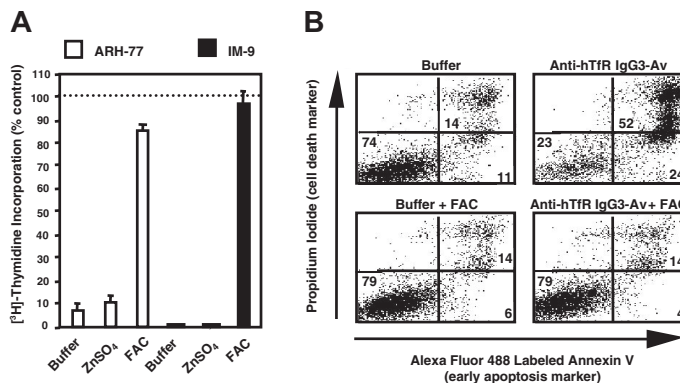 A
ARH-77
IM-9
[³H]-Thymidine Incorporation (% control)
110
100
90
80
70
60
50
40
30
20
10
0
Buffer
ZnSO₄
FAC
Buffer
ZnSO₄
FAC
B
Propidium Iodide (cell death marker)
Buffer
74
14
11
Anti-hTfR IgG3-Av
23
52
24
Buffer + FAC
79
14
6
Anti-hTfR IgG3-Av + FAC
79
14
4
Alexa Fluor 488 Labeled Annexin V
(early apoptosis marker)